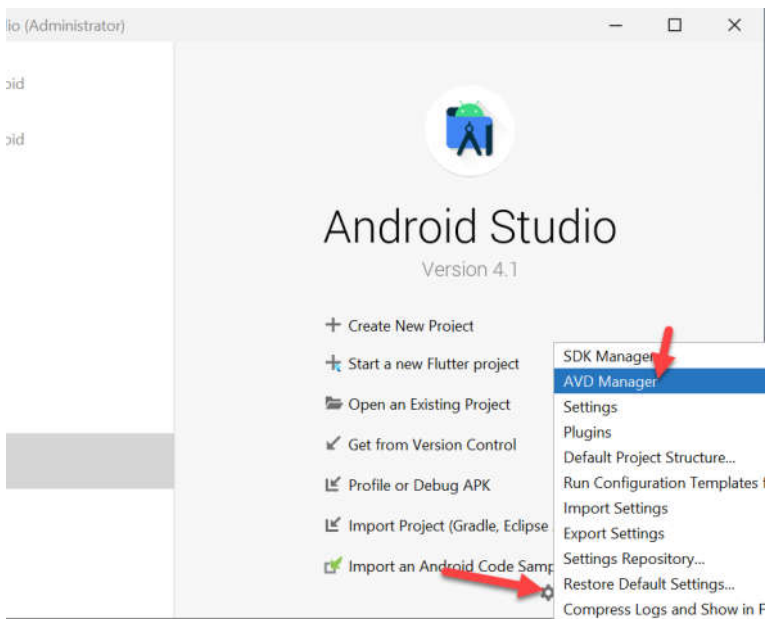 lio (Administrator)
oid
oid
Android Studio
Version 4.1
Create New Project
Start a new Flutter project
Open an Existing Project
Get from Version Control
Profile or Debug APK
Import Project (Gradle, Eclipse
Import an Android Code Samp
SDK Manager
AVD Manager
Settings
Plugins
Default Project Structure...
Run Configuration Templates f
Import Settings
Export Settings
Settings Repository...
Restore Default Settings...
Compress Logs and Show in F